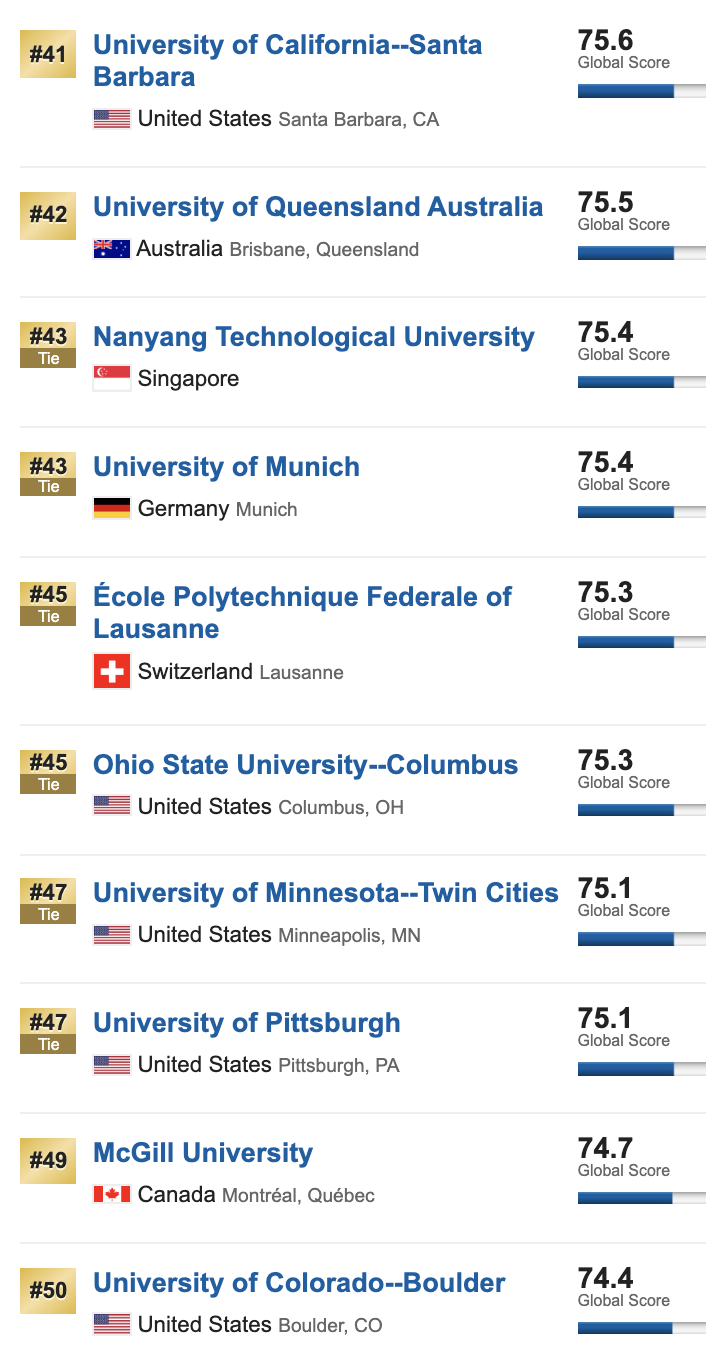 #41
University of California--Santa
Barbara
United States Santa Barbara, CA
75.6
Global Score
#42
University of Queensland Australia
Australia Brisbane, Queensland
75.5
Global Score
#43
Tie
Nanyang Technological University
Singapore
75.4
Global Score
#43
Tie
University of Munich
Germany Munich
75.4
Global Score
#45
Tie
École Polytechnique Federale of
Lausanne
Switzerland Lausanne
75.3
Global Score
#45
Tie
Ohio State University--Columbus
United States Columbus, OH
75.3
Global Score
#47
Tie
University of Minnesota--Twin Cities
United States Minneapolis, MN
75.1
Global Score
#47
Tie
University of Pittsburgh
United States Pittsburgh, PA
75.1
Global Score
#49
McGill University
Canada Montréal, Québec
74.7
Global Score
#50
University of Colorado--Boulder
United States Boulder, CO
74.4
Global Score